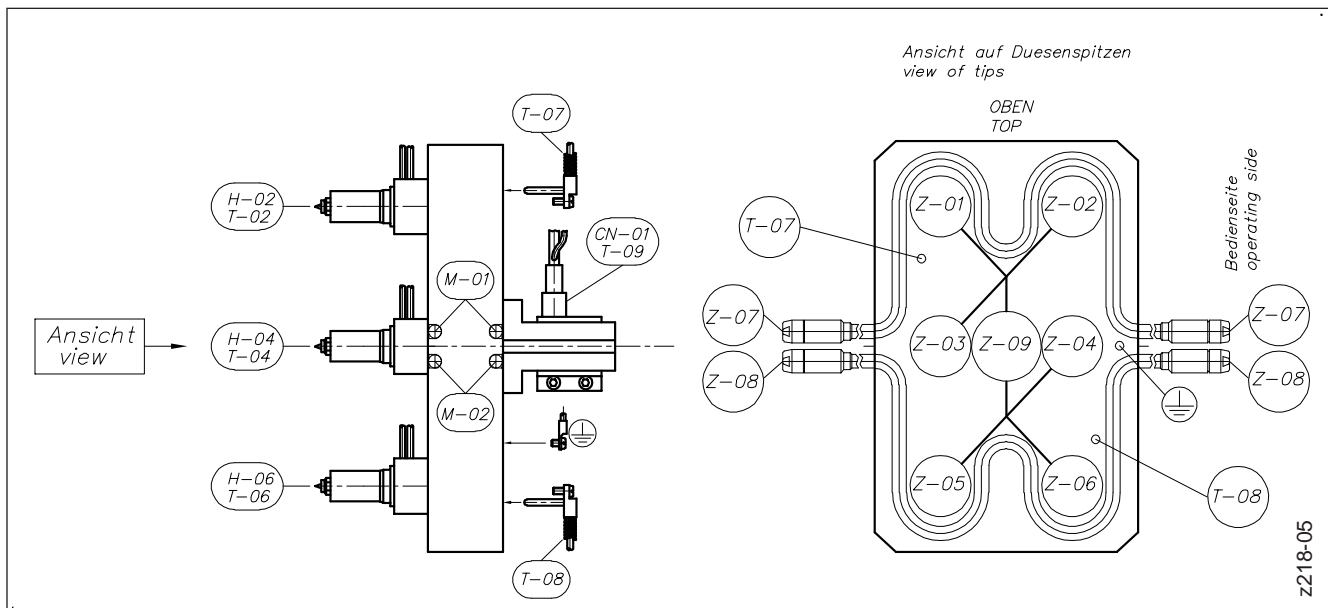 T-07
H-02
T-02
CN-01
T-09
M-01
Ansicht
view
H-04
T-04
M-02
H-06
T-06
T-08
Ansicht auf Duesenspitzen
view of tips
OBEN
TOP
Bedienseite
operating side
Z-01
Z-02
T-07
Z-07
Z-03
Z-09
Z-04
Z-07
Z-08
Z-08
Z-05
Z-06
T-08
z218-05